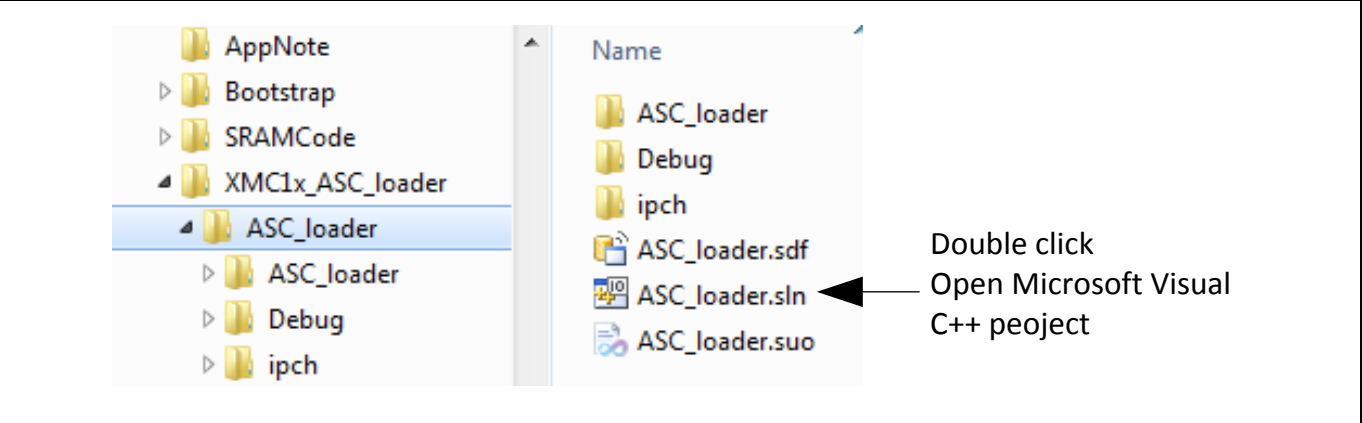 AppNote
Bootstrap
SRAMCode
XMC1x_ASC_loader
ASC_loader
ASC_loader
Debug
ipch
Name
ASC_loader
Debug
ipch
ASC_loader.sdf
ASC_loader.sln
ASC_loader.suo
Double click
Open Microsoft Visual
C++ peoject